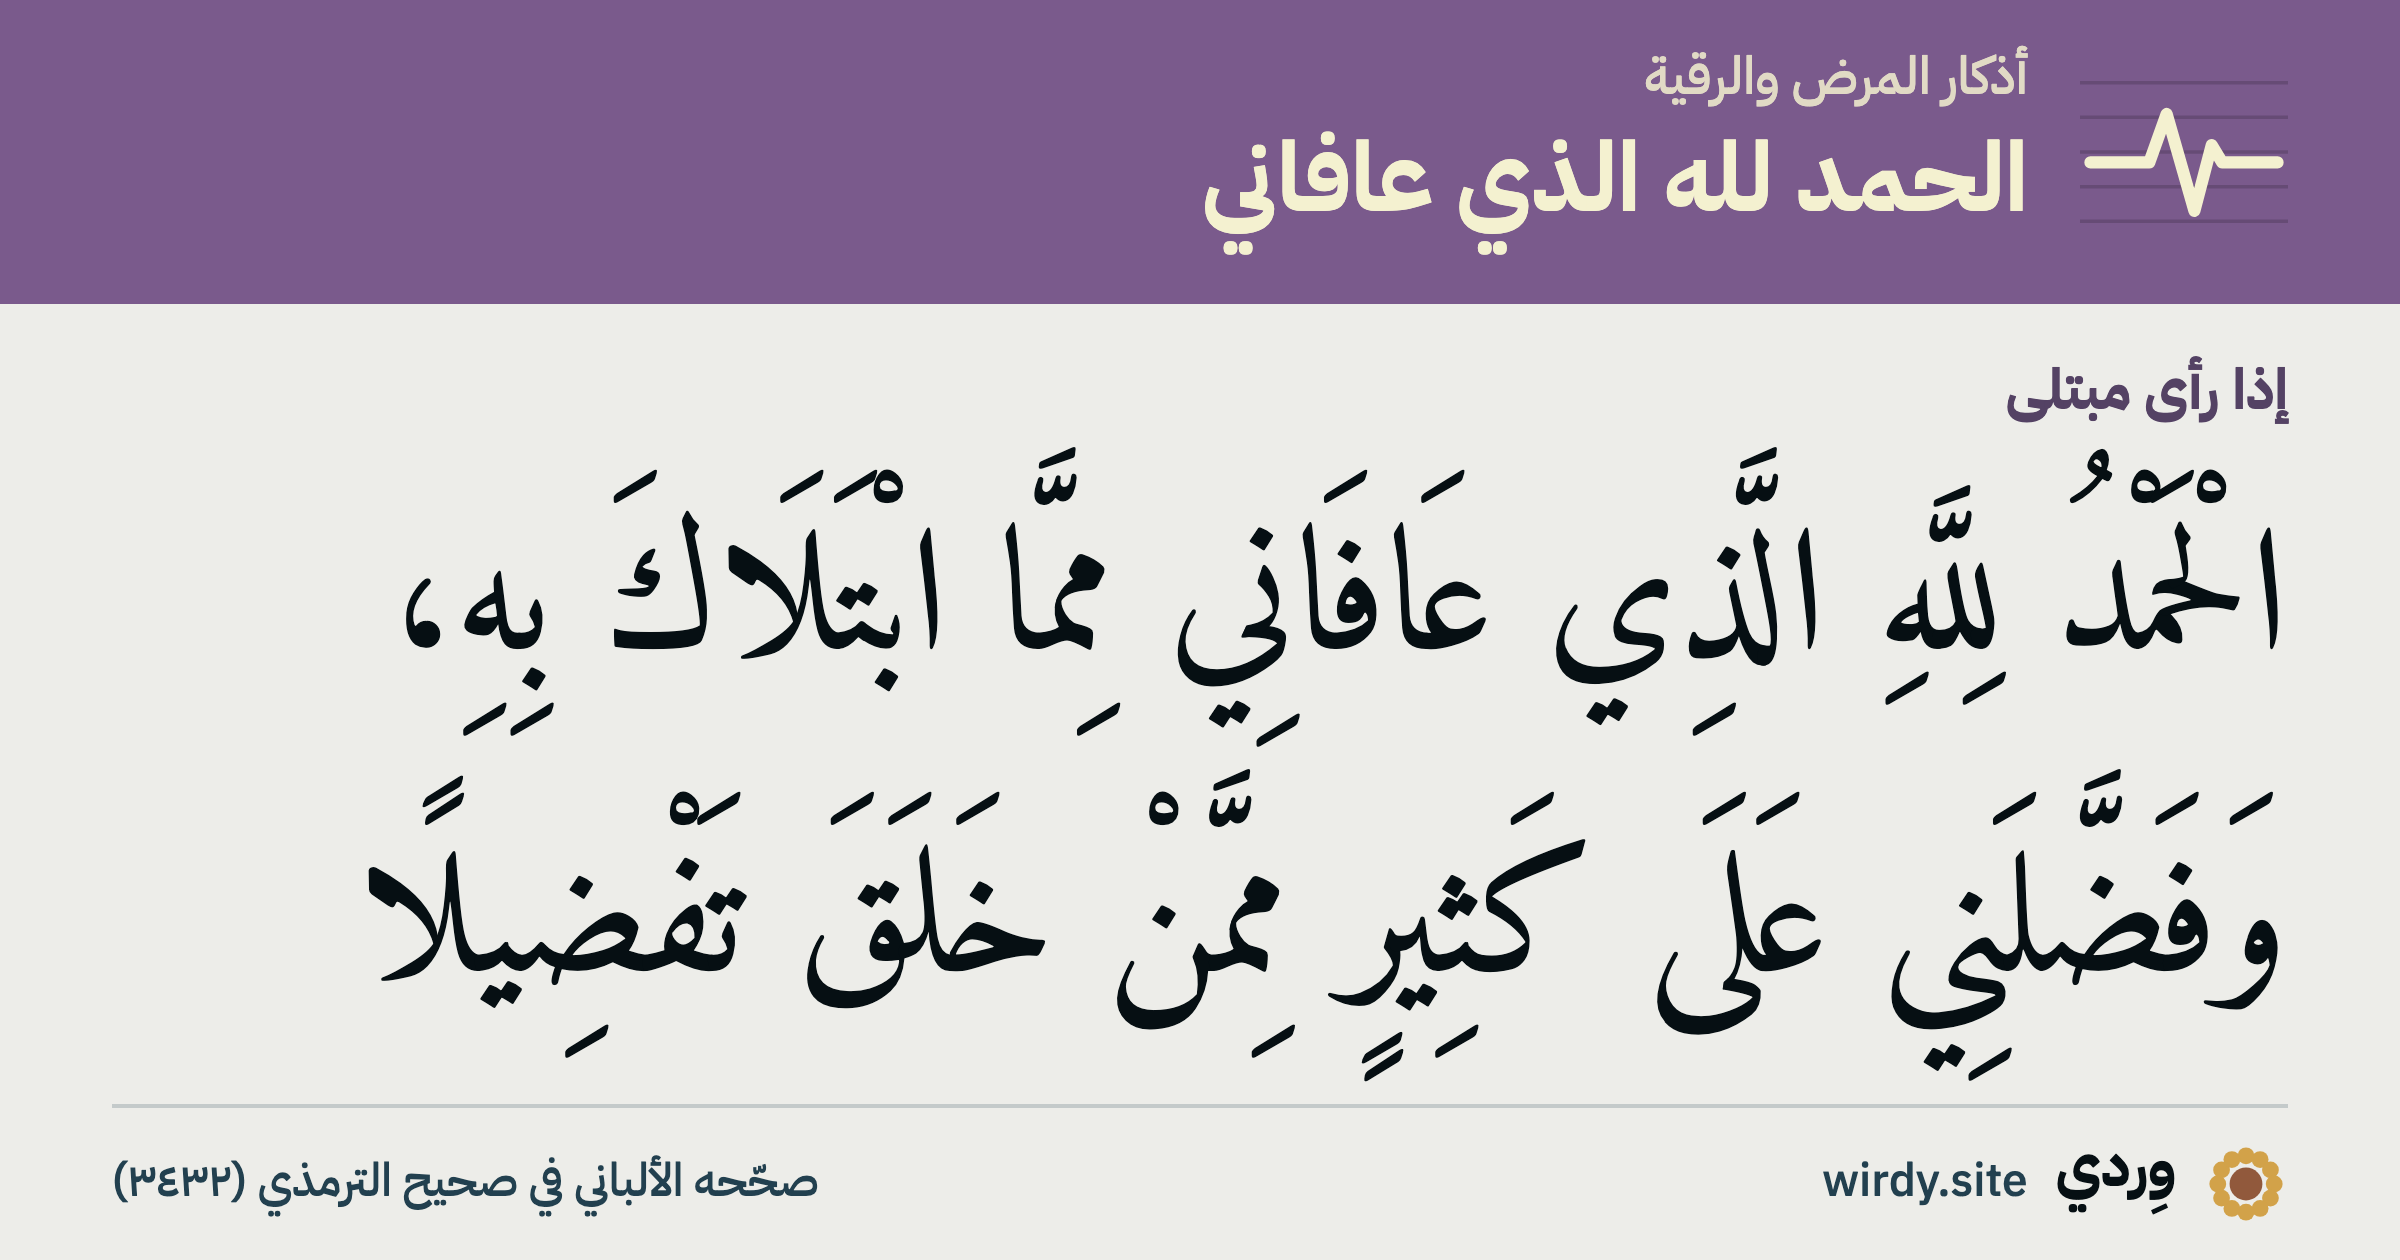 أذكار المرض والرقية
الحمد لله الذي عافاني
إذا رأى مبتلى
الْحَمْدُ لِلَّهِ الَّذِي عَافَانِي مِمَّا ابْتَلَاكَ بِهِ،
وَفَضَّلَنِي عَلَى كَثِيرٍ مِمَّنْ خَلَقَ تَفْضِيلًا
وِردي wirdy.site
صحّحه الألباني في صحيح الترمذي (٣٤٣٢)